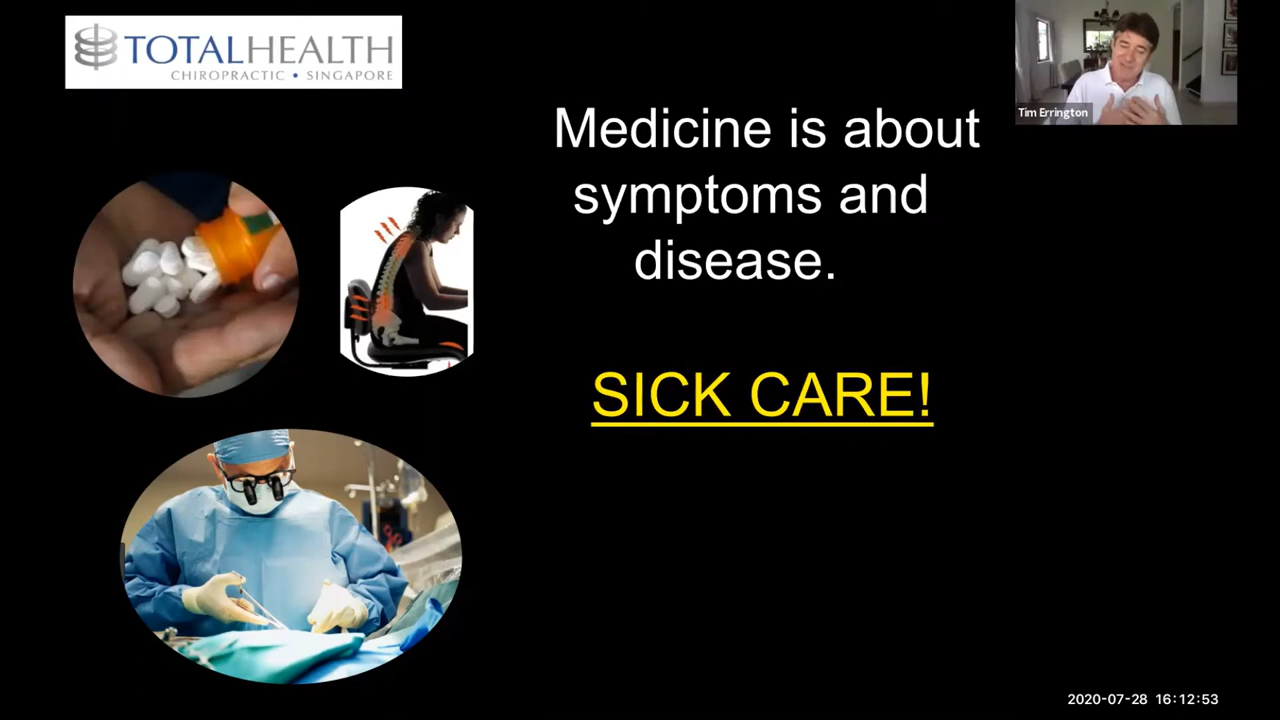 TOTALHEALTH
CHIROPRACTIC • SINGAPORE
Tim Errington
Medicine is about
symptoms and
disease.
SICK CARE!
2020-07-28 16:12:53